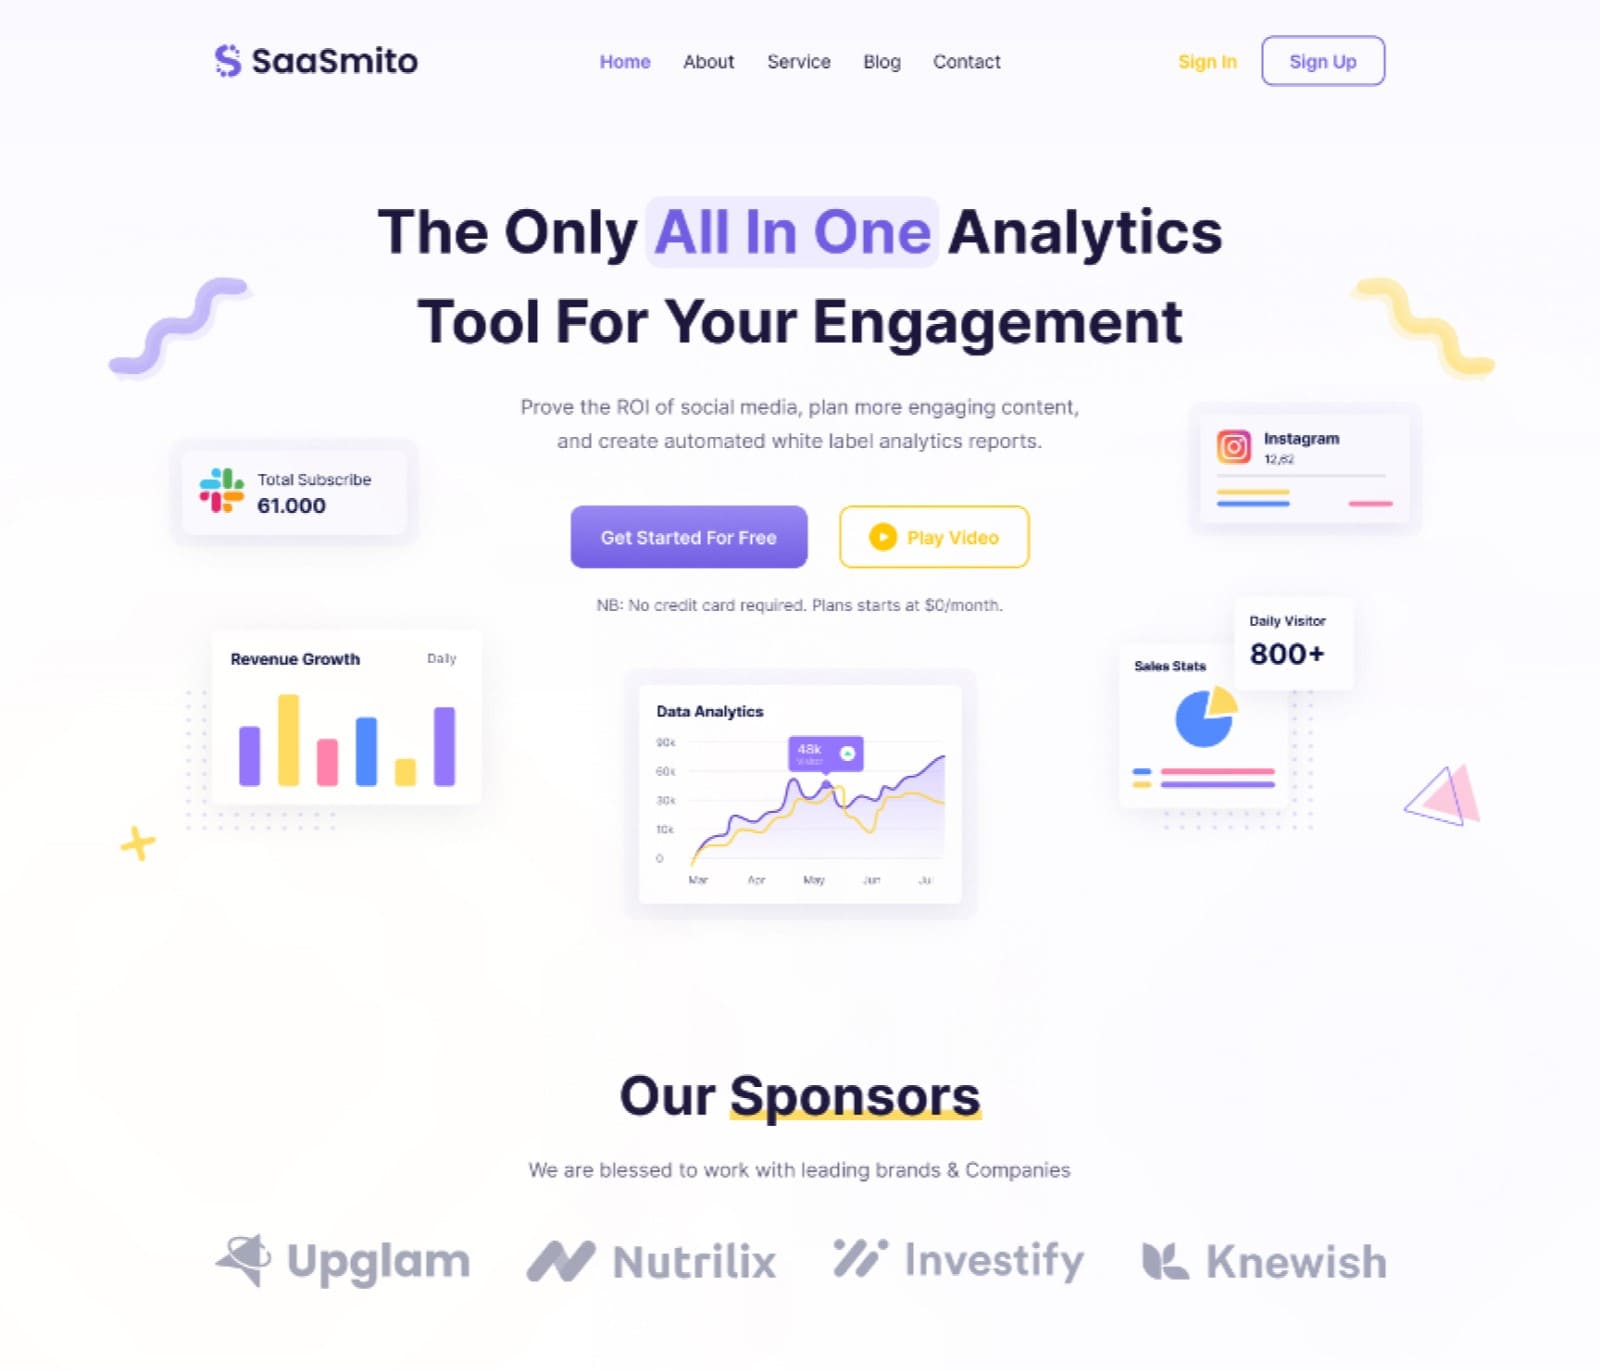 SaaSmito
Home About Service Blog Contact
Sign In Sign Up
The Only All In One Analytics
Tool For Your Engagement
Prove the ROI of social media, plan more engaging content,
and create automated white label analytics reports.
Get Started For Free
Play Video
NB: No credit card required. Plans starts at $0/month.
Total Subscribe
61.000
Instagram
12,62
Revenue Growth Daily
Daily Visitor
800+
Sales Stats
Data Analytics
90k
60k
30k
10k
0
48k
Visitor
Mar Apr May Jun Jul
Our Sponsors
We are blessed to work with leading brands & Companies
Upglam Nutrilix Investify Knewish